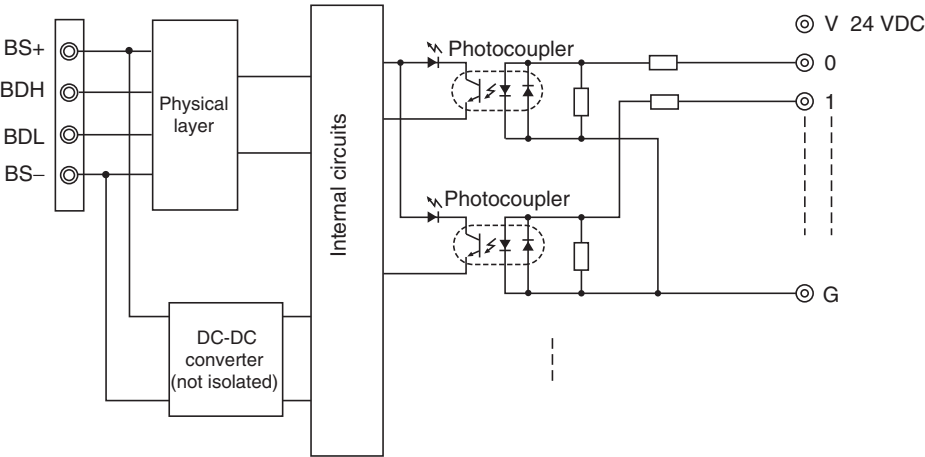 V 24 VDC
BS+
BDH
BDL
BS–
Physical
layer
Internal circuits
Photocoupler
0
1
Photocoupler
G
DC-DC
converter
(not isolated)